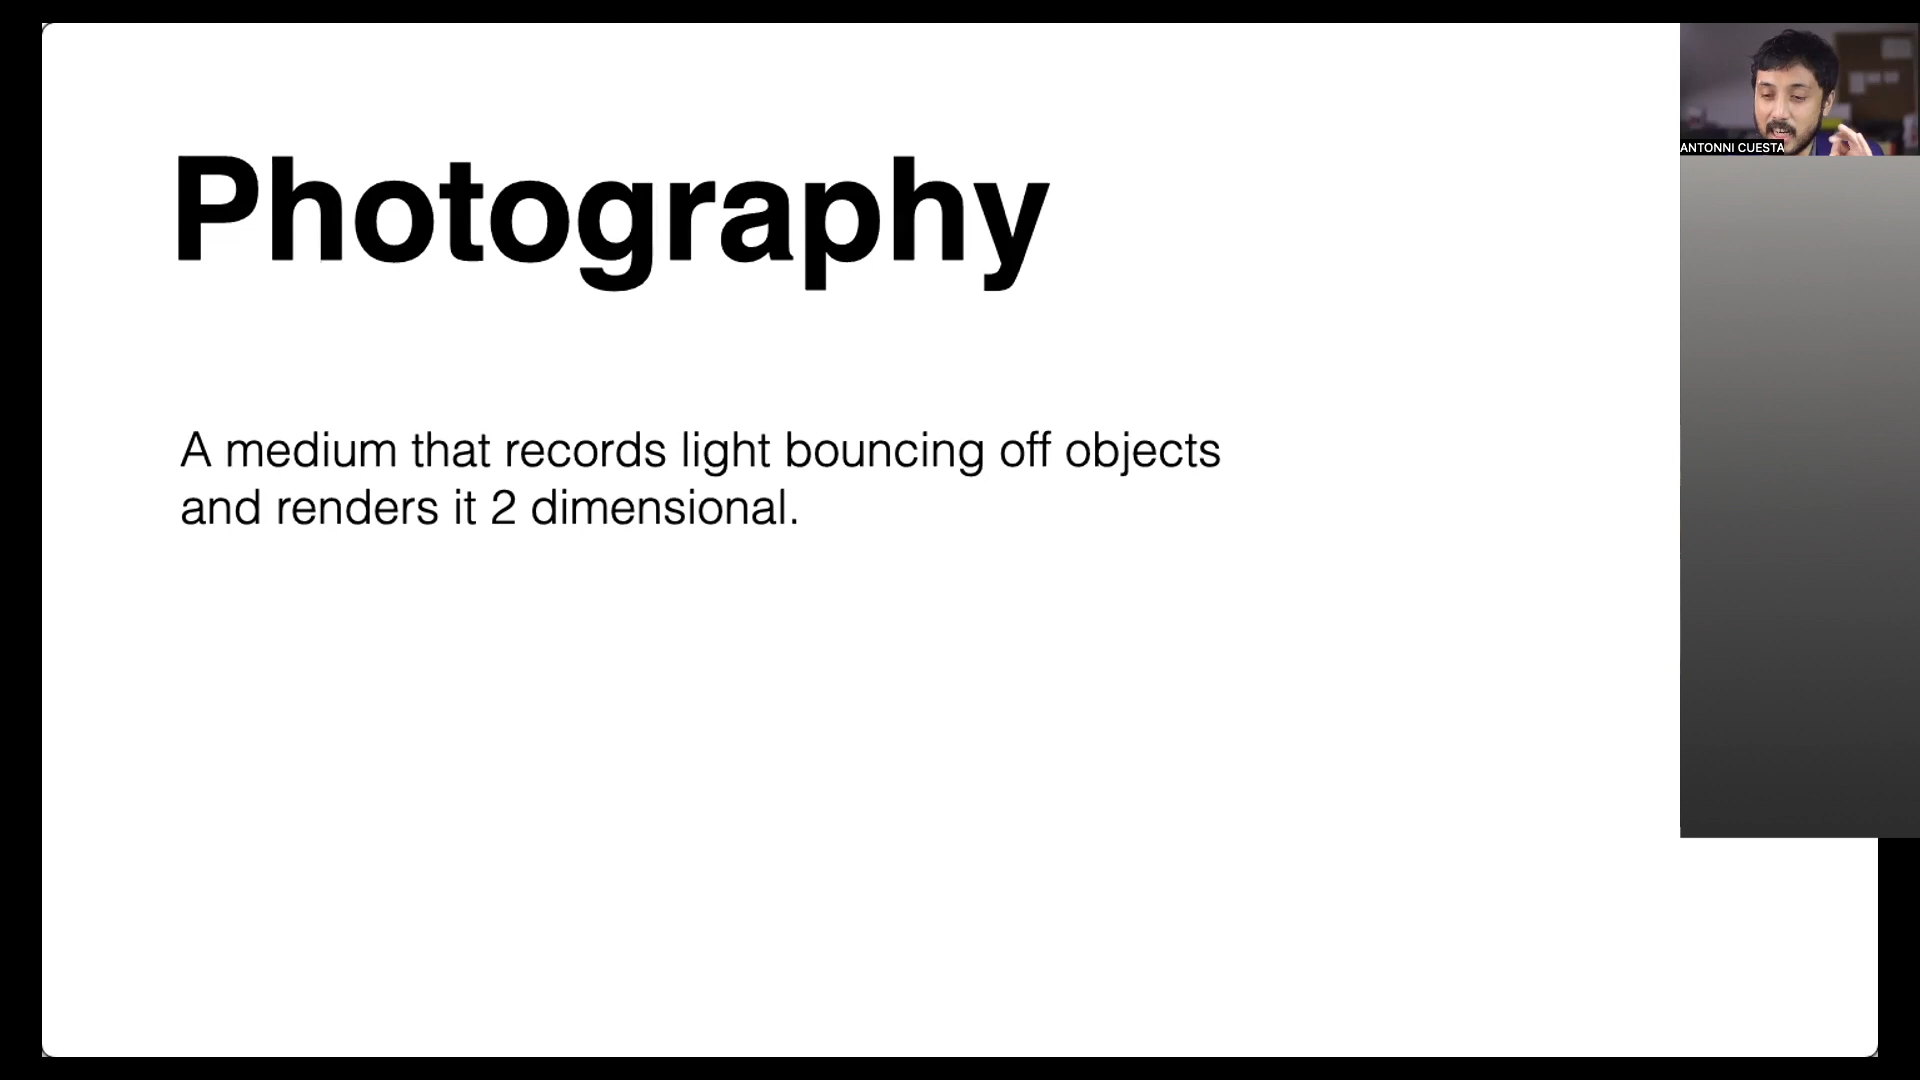 Photography
A medium that records light bouncing off objects
and renders it 2 dimensional.
ANTONNI CUESTA